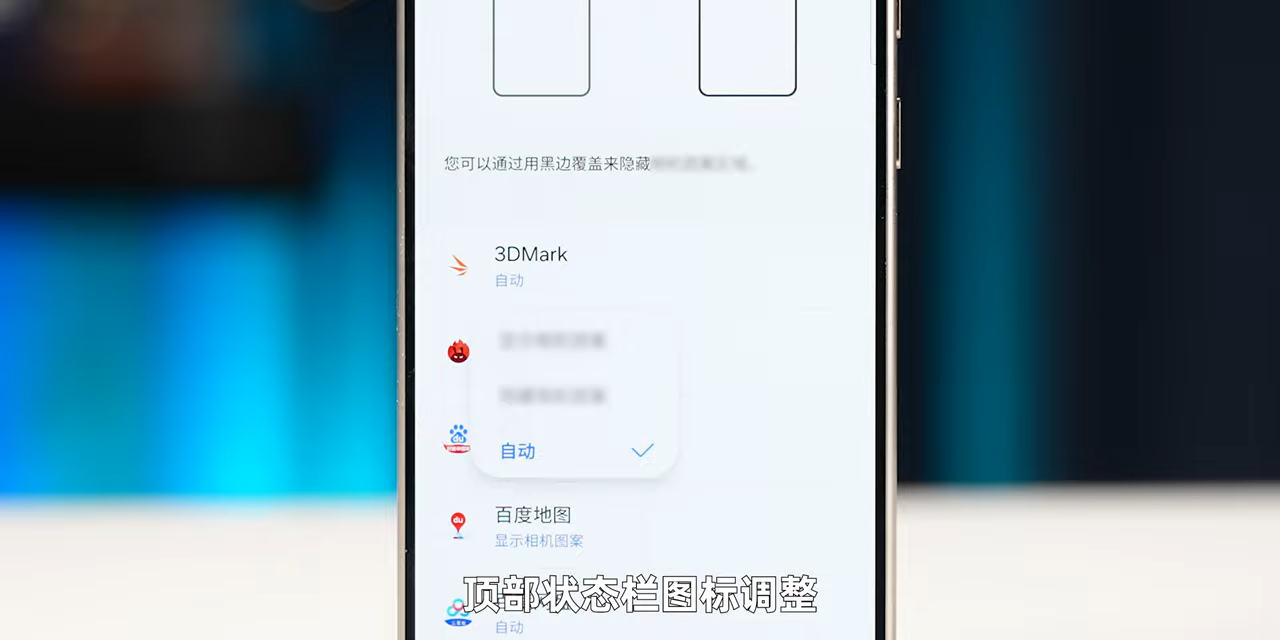 您可以通过用黑边覆盖来隐藏
3DMark
自动
自动
百度地图
显示相机图案
顶部状态栏图标调整
自动